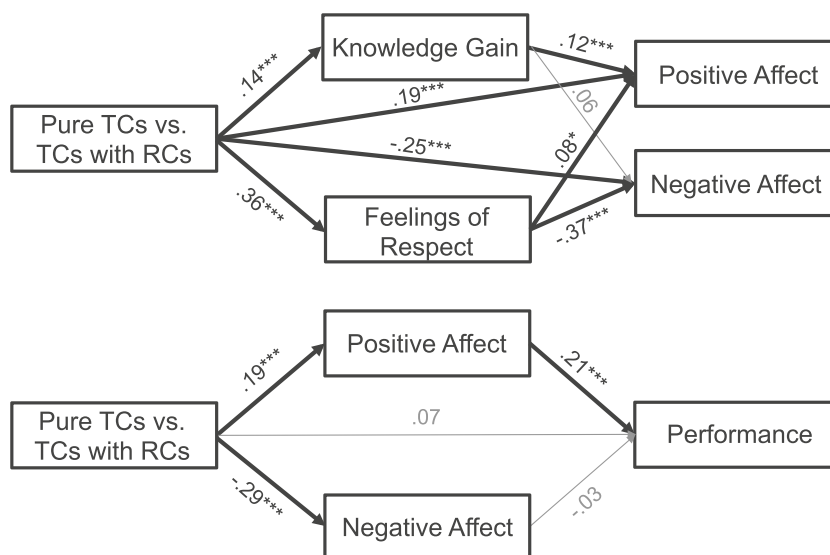 Knowledge Gain
.12***
Positive Affect
.14***
.19***
.06
Pure TCs vs.
TCs with RCs
-.25***
.08*
Negative Affect
.36***
Feelings of
Respect
-.37***
Positive Affect
.19***
.21***
Pure TCs vs.
TCs with RCs
.07
Performance
-.29***
-.03
Negative Affect